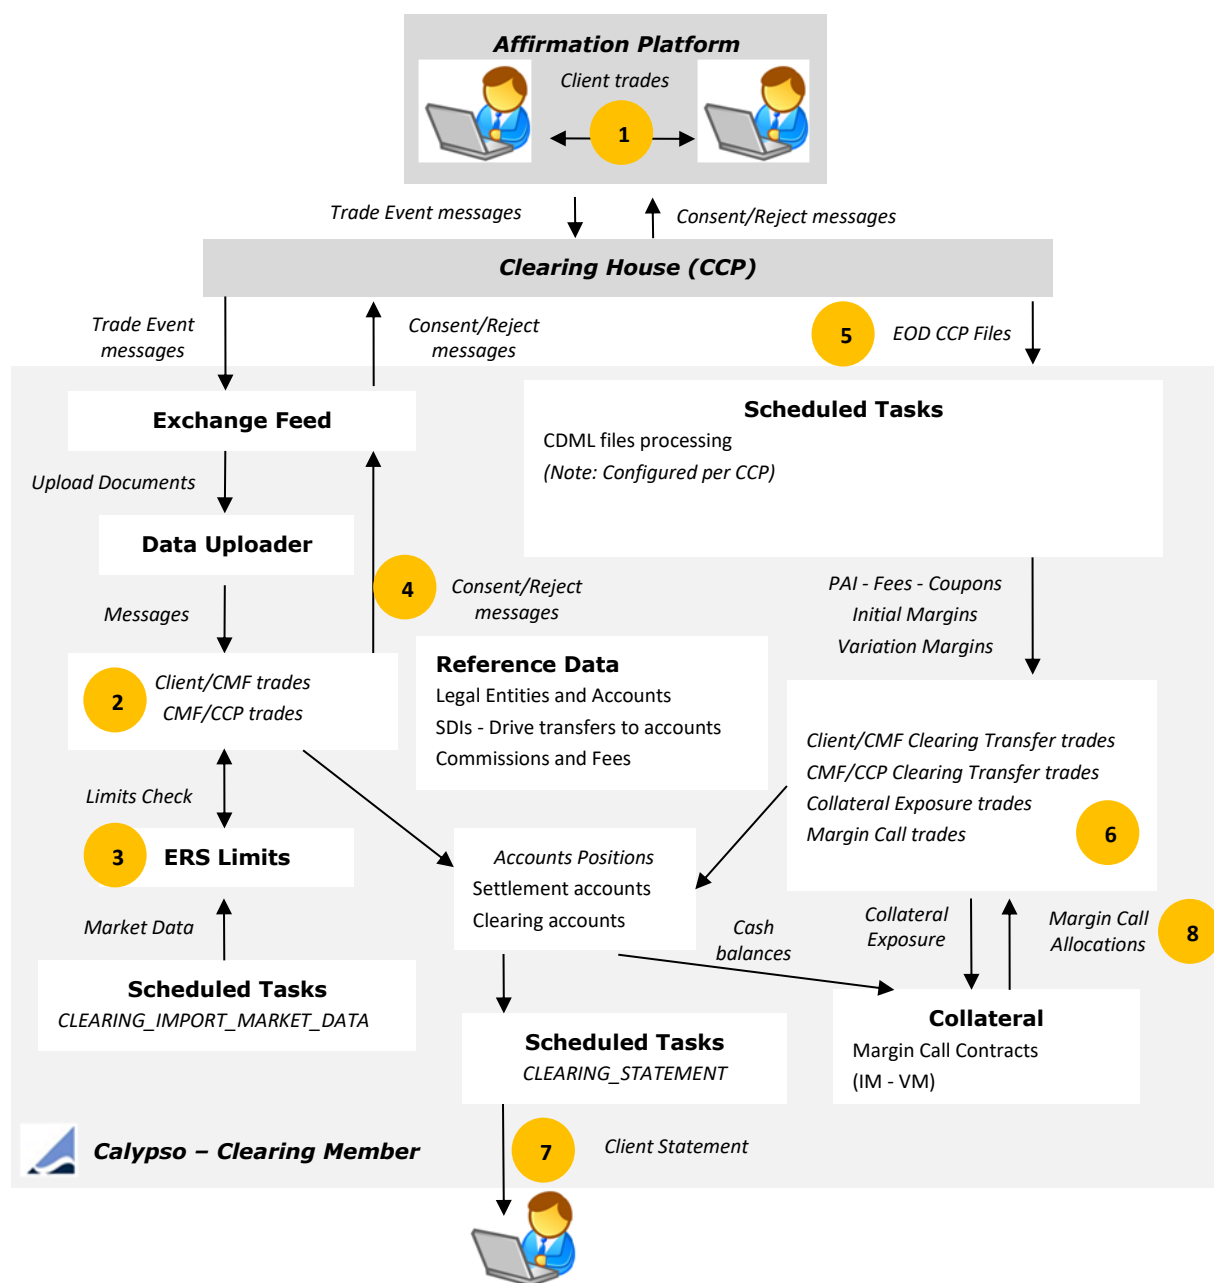 Affirmation Platform
Client trades
1
Trade Event messages
Consent/Reject messages
Clearing House (CCP)
Trade Event
messages
Consent/Reject
messages
5
EOD CCP Files
Exchange Feed
Scheduled Tasks
CDML files processing
(Note: Configured per CCP)
Upload Documents
Data Uploader
4
Consent/Reject
messages
Messages
PAI - Fees - Coupons
Initial Margins
Variation Margins
2
Client/CMF trades
CMF/CCP trades
Reference Data
Legal Entities and Accounts
SDIs - Drive transfers to accounts
Commissions and Fees
Client/CMF Clearing Transfer trades
CMF/CCP Clearing Transfer trades
Collateral Exposure trades
Margin Call trades
6
Limits Check
3
ERS Limits
Accounts Positions
Settlement accounts
Clearing accounts
Market Data
Cash
balances
Collateral
Exposure
Margin Call
Allocations
8
Scheduled Tasks
CLEARING_IMPORT_MARKET_DATA
Scheduled Tasks
CLEARING_STATEMENT
Collateral
Margin Call Contracts
(IM - VM)
Calypso – Clearing Member
7
Client Statement